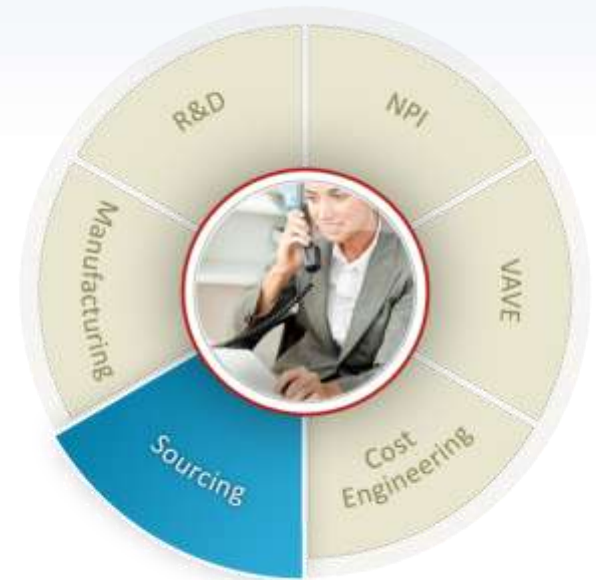 R&D
NPI
VAVE
Cost
Engineering
Sourcing
Manufacturing